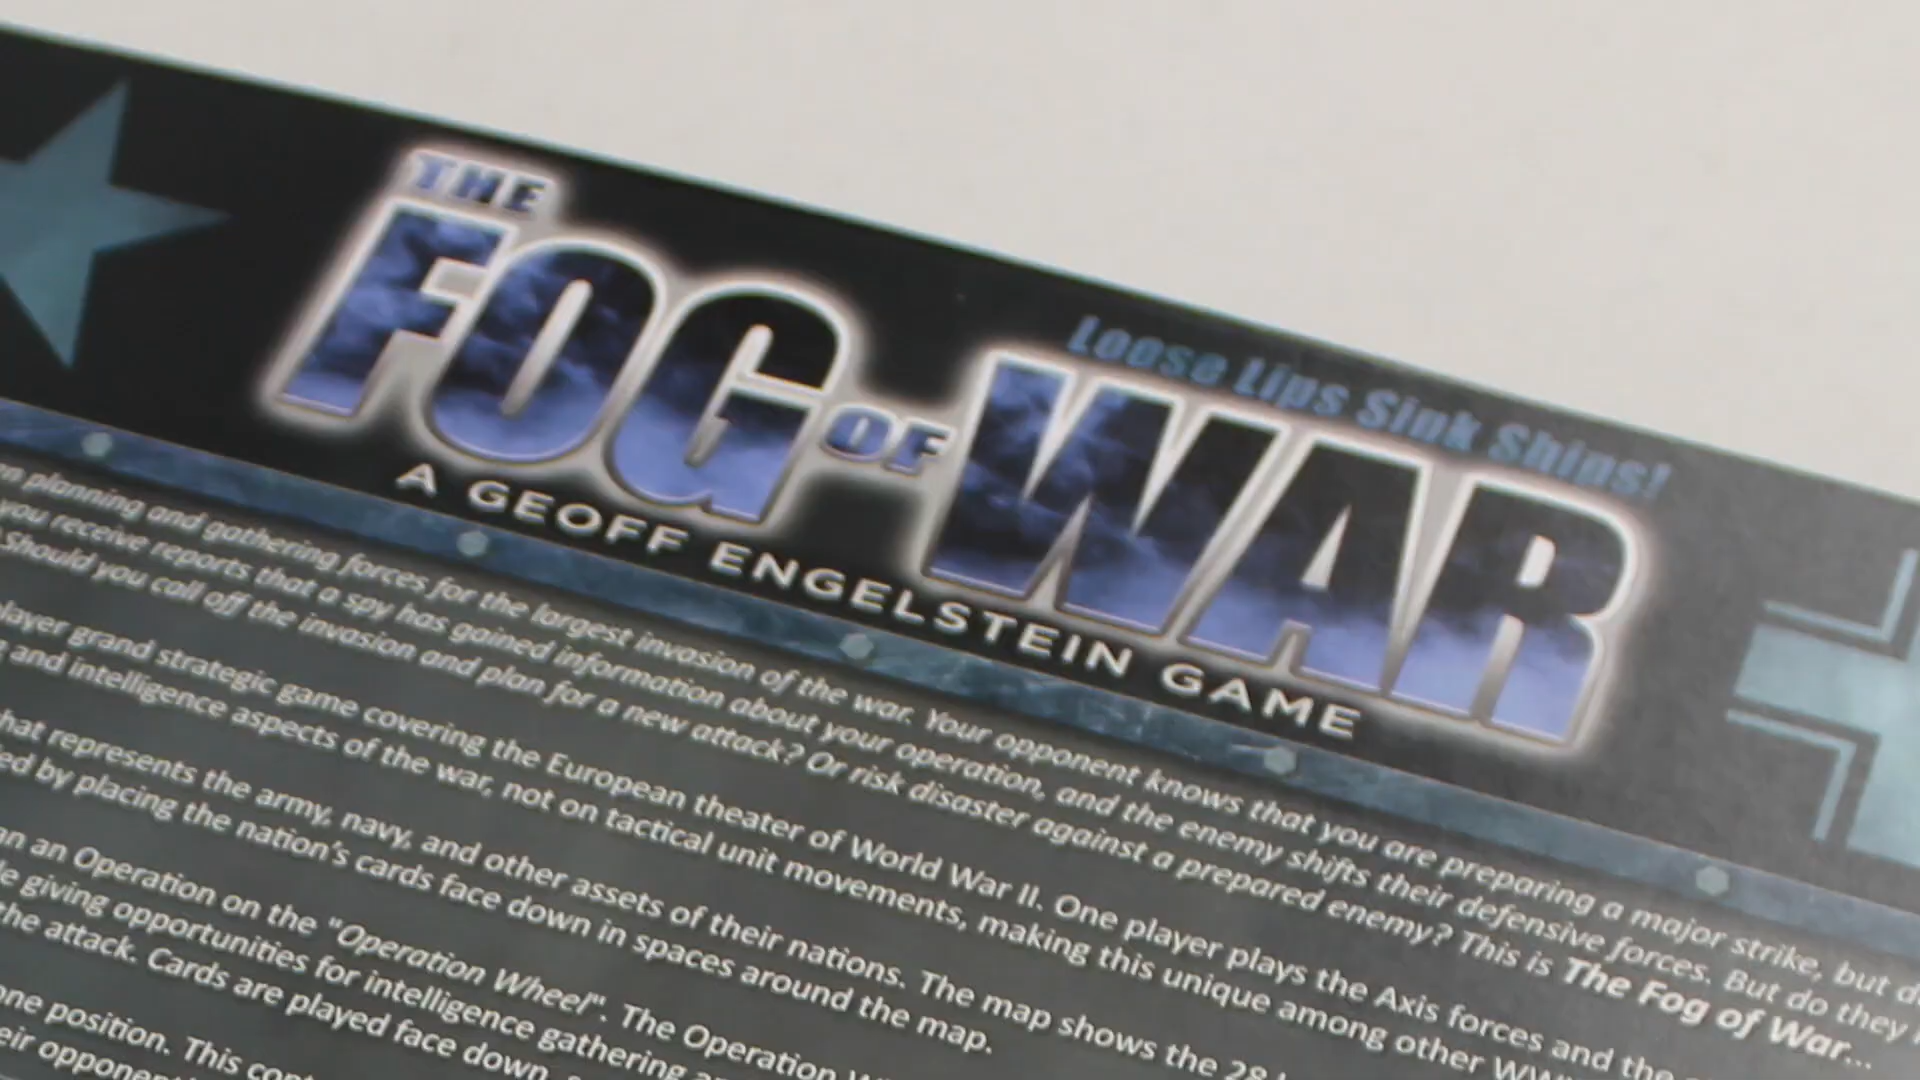 THE
FOG OF WAR
Loose Lips Sink Ships!
A GEOFF ENGELSTEIN GAME
planning and gathering forces for the largest invasion of the war. Your opponent knows that you are preparing a major strike, but
you receive reports that a spy has gained information about your operation, and the enemy shifts their defensive forces. But do they
Should you call off the invasion and plan for a new attack? Or risk disaster against a prepared enemy? This is The Fog of War...
player grand strategic game covering the European theater of World War II. One player plays the Axis forces and the
and intelligence aspects of the war, not on tactical unit movements, making this unique among other
that represents the army, navy, and other assets of their nations. The map shows the 28
by placing the nation's cards face down in spaces around the map.
an Operation on the "Operation Wheel". The Operation
giving opportunities for intelligence gathering
the attack. Cards are played face down,
one position. This
their